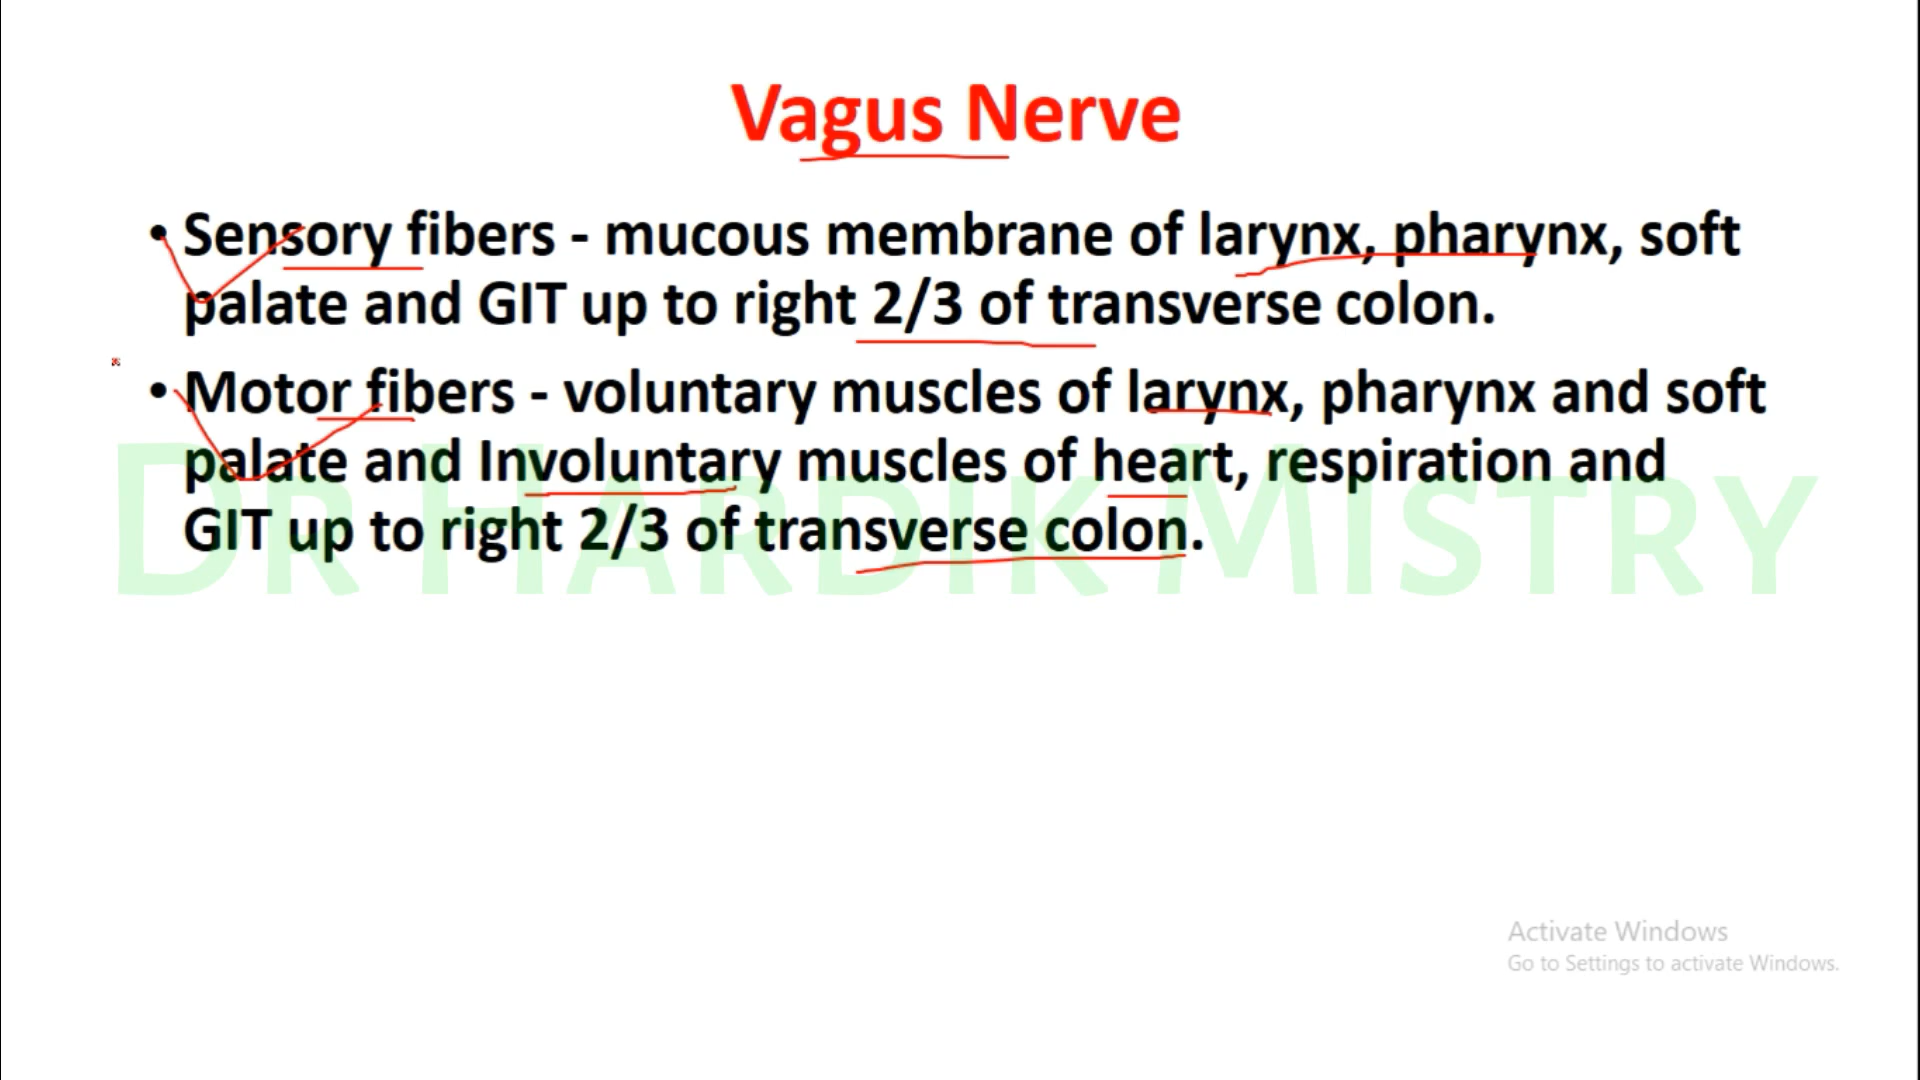 Vagus Nerve
• Sensory fibers - mucous membrane of larynx, pharynx, soft
palate and GIT up to right 2/3 of transverse colon.
• Motor fibers - voluntary muscles of larynx, pharynx and soft
palate and Involuntary muscles of heart, respiration and
GIT up to right 2/3 of transverse colon.
DR HARDIK MISTRY
Activate Windows
Go to Settings to activate Windows.